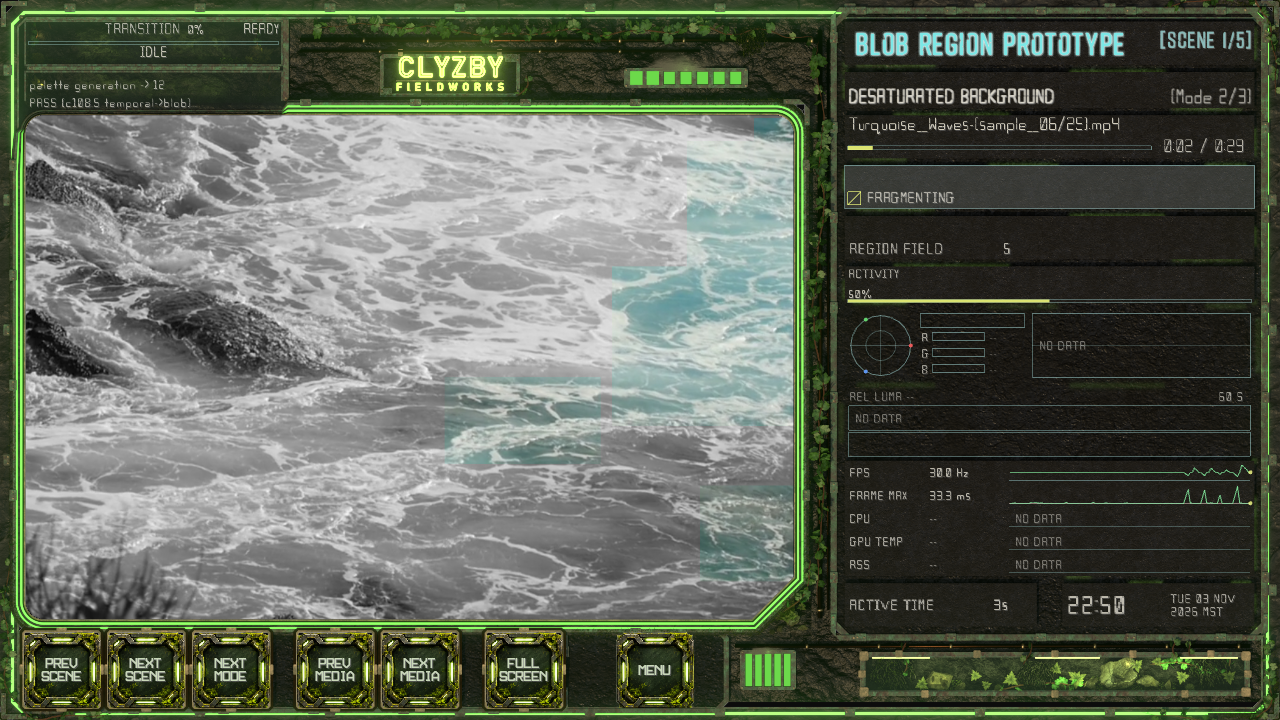 TRANSITION 0% READY
IDLE
palette generation -> 12
PASS (c108.5 temporal->blob)
CLYZBY
FIELDWORKS
BLOB REGION PROTOTYPE [SCENE 1/5]
DESATURATED BACKGROUND (Mode 2/3)
Turquoise_Waves-(sample_06/25).mp4
0:02 / 0:29
FRAGMENTING
REGION FIELD 5
ACTIVITY
50%
R --
G --
B --
NO DATA
REL LUMA -- 60 S
NO DATA
FPS 30.0 Hz
FRAME MAX 33.3 ms
CPU -- NO DATA
GPU TEMP -- NO DATA
RSS -- NO DATA
ACTIVE TIME 3s
22:50
TUE 03 NOV
2026 MST
PREV SCENE
NEXT SCENE
NEXT MODE
PREV MEDIA
NEXT MEDIA
FULL SCREEN
MENU